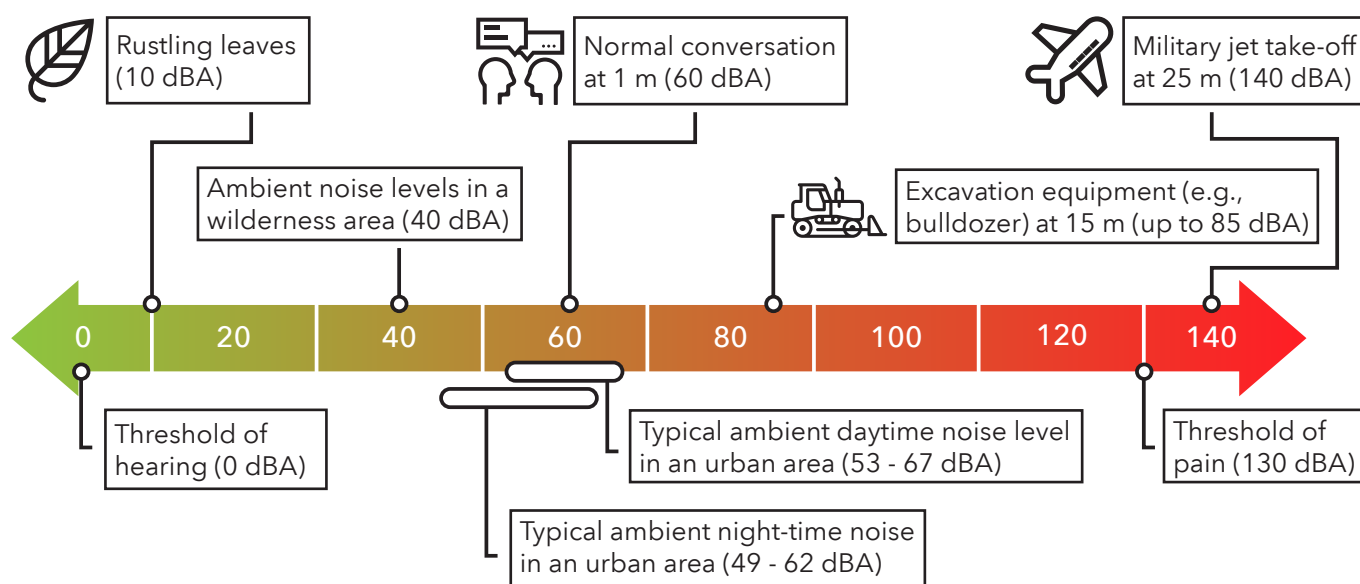 Rustling leaves
(10 dBA)
Normal conversation
at 1 m (60 dBA)
Military jet take-off
at 25 m (140 dBA)
Ambient noise levels in a
wilderness area (40 dBA)
Excavation equipment (e.g.,
bulldozer) at 15 m (up to 85 dBA)
0 20 40 60 80 100 120 140
Threshold of
hearing (0 dBA)
Typical ambient daytime noise level
in an urban area (53 - 67 dBA)
Threshold of
pain (130 dBA)
Typical ambient night-time noise
in an urban area (49 - 62 dBA)